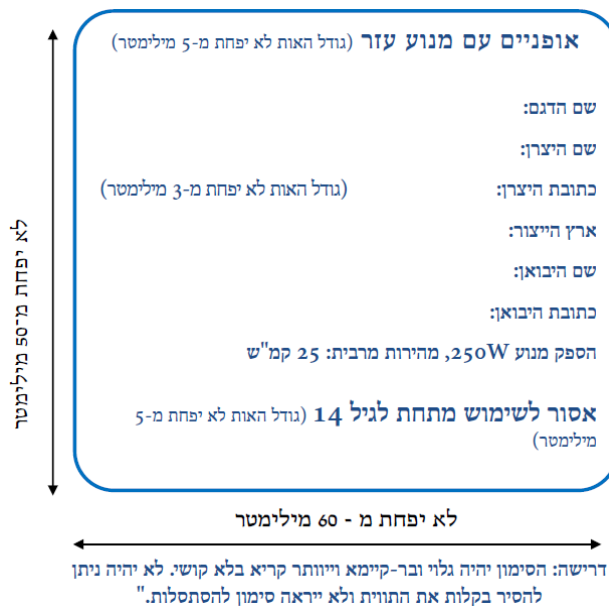 אופניים עם מנוע עזר (גודל האות לא יפחת מ-5 מילימטר)
שם הדגם:
שם היצרן:
כתובת היצרן: (גודל האות לא יפחת מ-3 מילימטר)
ארץ הייצור:
שם היבואן:
כתובת היבואן:
הספק מנוע 250W, מהירות מרבית: 25 קמ"ש
אסור לשימוש מתחת לגיל 14 (גודל האות לא יפחת מ-5
מילימטר)
לא יפחת מ-50 מילימטר
לא יפחת מ - 60 מילימטר
דרישה: הסימון יהיה גלוי ובר-קיימא וייוותר קריא בלא קושי. לא יהיה ניתן
להסיר בקלות את התווית ולא ייראה סימון להסתסלות."